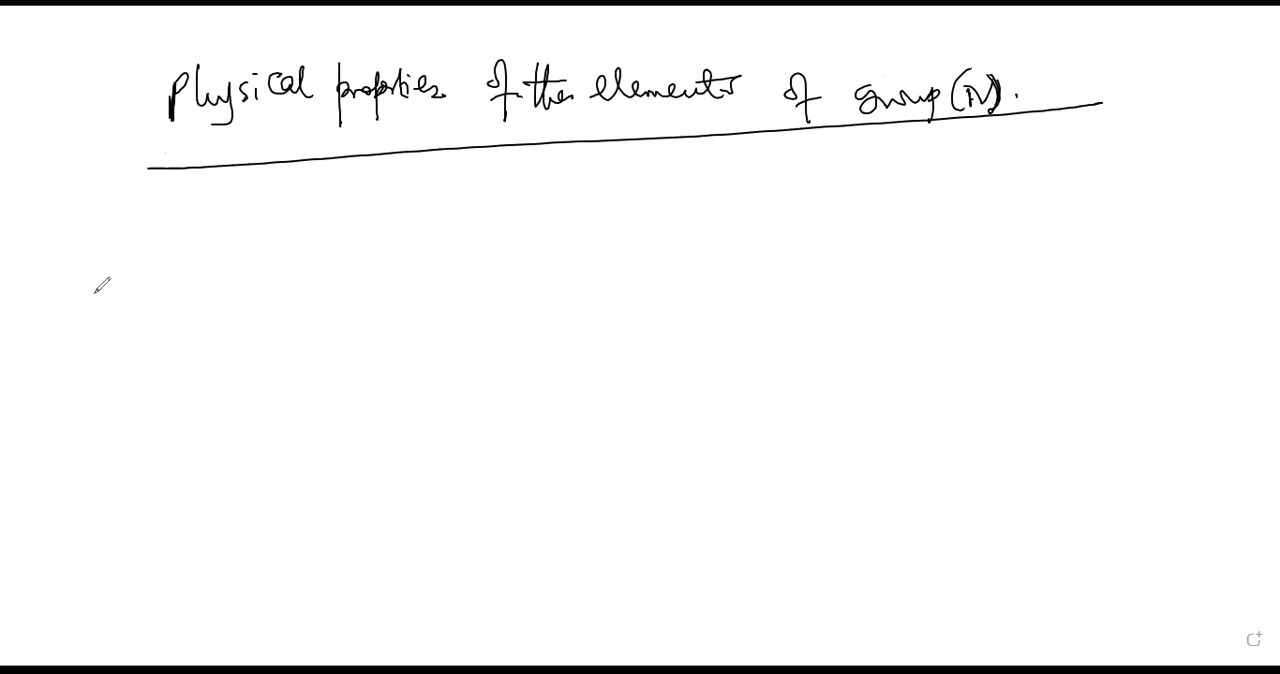 Physical properties of the elements of group (IV).